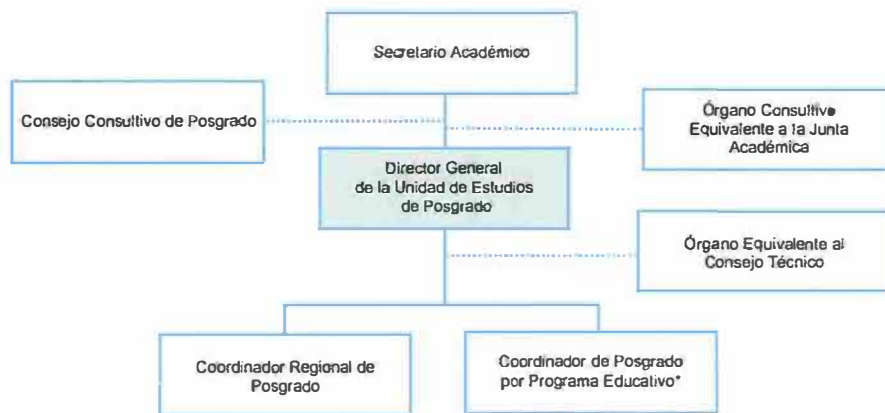 Secretario Académico
Consejo Consultivo de Posgrado
Órgano Consultivo
Equivalente a la Junta
Académica
Director General
de la Unidad de Estudios
de Posgrado
Órgano Equivalente al
Consejo Técnico
Coordinador Regional de
Posgrado
Coordinador de Posgrado
por Programa Educativo*